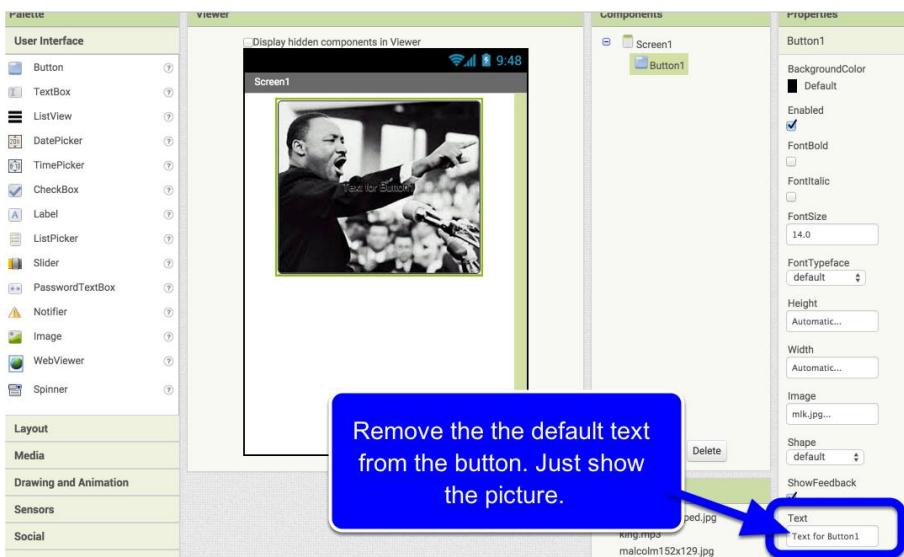 Palette
User Interface
Button
TextBox
ListView
DatePicker
TimePicker
CheckBox
Label
ListPicker
Slider
PasswordTextBox
Notifier
Image
WebViewer
Spinner
Layout
Media
Drawing and Animation
Sensors
Social
Viewer
Display hidden components in Viewer
9:48
Screen1
Text for Button1
Components
Screen1
Button1
Delete
ped.jpg
king.mp3
malcolm152x129.jpg
Remove the the default text
from the button. Just show
the picture.
Properties
Button1
BackgroundColor
Default
Enabled
FontBold
FontItalic
FontSize
14.0
FontTypeface
default
Height
Automatic...
Width
Automatic...
Image
mlk.jpg...
Shape
default
ShowFeedback
Text
Text for Button1